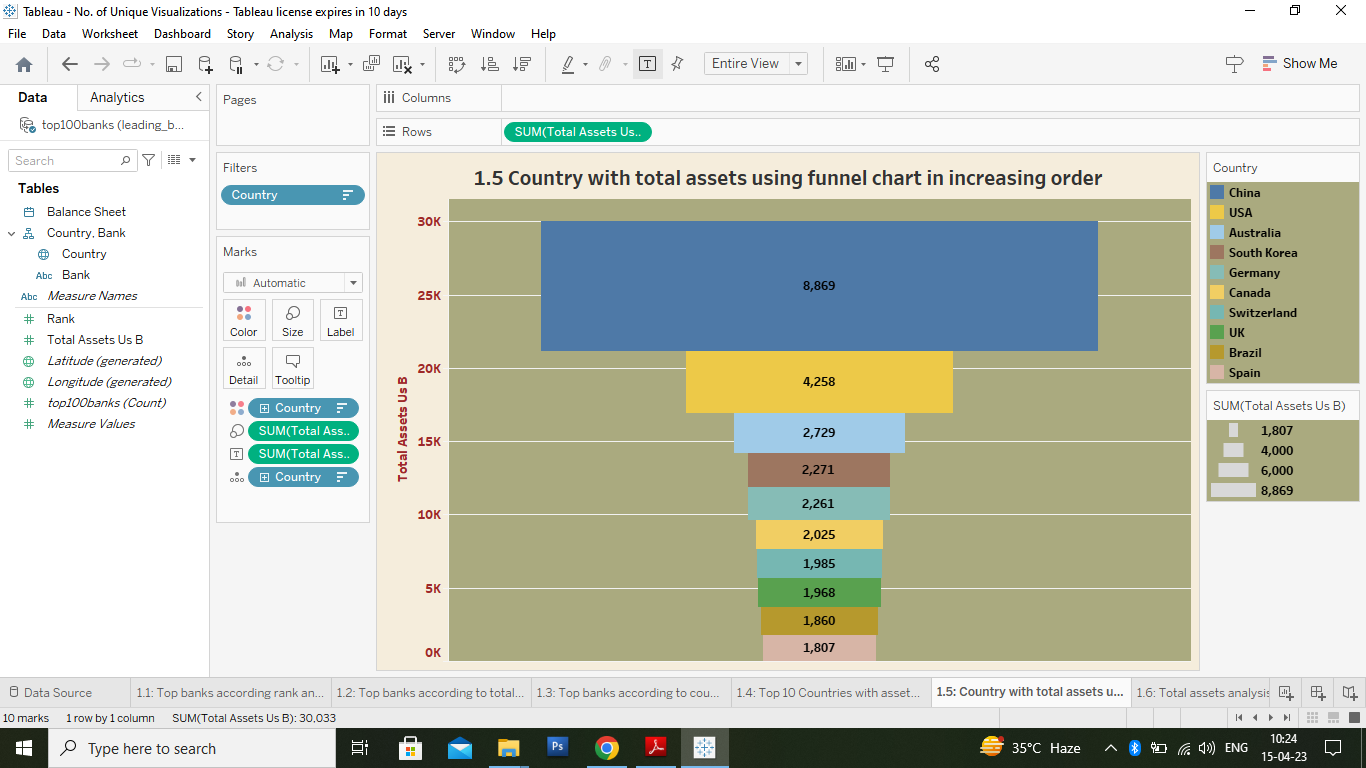 Tableau - No. of Unique Visualizations - Tableau license expires in 10 days
File Data Worksheet Dashboard Story Analysis Map Format Server Window Help
Entire View
Show Me
Data Analytics
top100banks (leading_b...
Search
Tables
Balance Sheet
Country, Bank
Country
Abc Bank
Abc Measure Names
Rank
Total Assets Us B
Latitude (generated)
Longitude (generated)
top100banks (Count)
Measure Values
Pages
Filters
Country
Marks
Automatic
Color Size Label
Detail Tooltip
Country
SUM(Total Ass..
SUM(Total Ass..
Country
Columns
Rows SUM(Total Assets Us..
1.5 Country with total assets using funnel chart in increasing order
Total Assets Us B
30K
25K
20K
15K
10K
5K
0K
8,869
4,258
2,729
2,271
2,261
2,025
1,985
1,968
1,860
1,807
Country
China
USA
Australia
South Korea
Germany
Canada
Switzerland
UK
Brazil
Spain
SUM(Total Assets Us B)
1,807
4,000
6,000
8,869
Data Source 1.1: Top banks according rank an... 1.2: Top banks according to total... 1.3: Top banks according to cou... 1.4: Top 10 Countries with asset... 1.5: Country with total assets u... 1.6: Total assets analysis
10 marks 1 row by 1 column SUM(Total Assets Us B): 30,033
Type here to search
Ps
35°C Haze
ENG
10:24
15-04-23